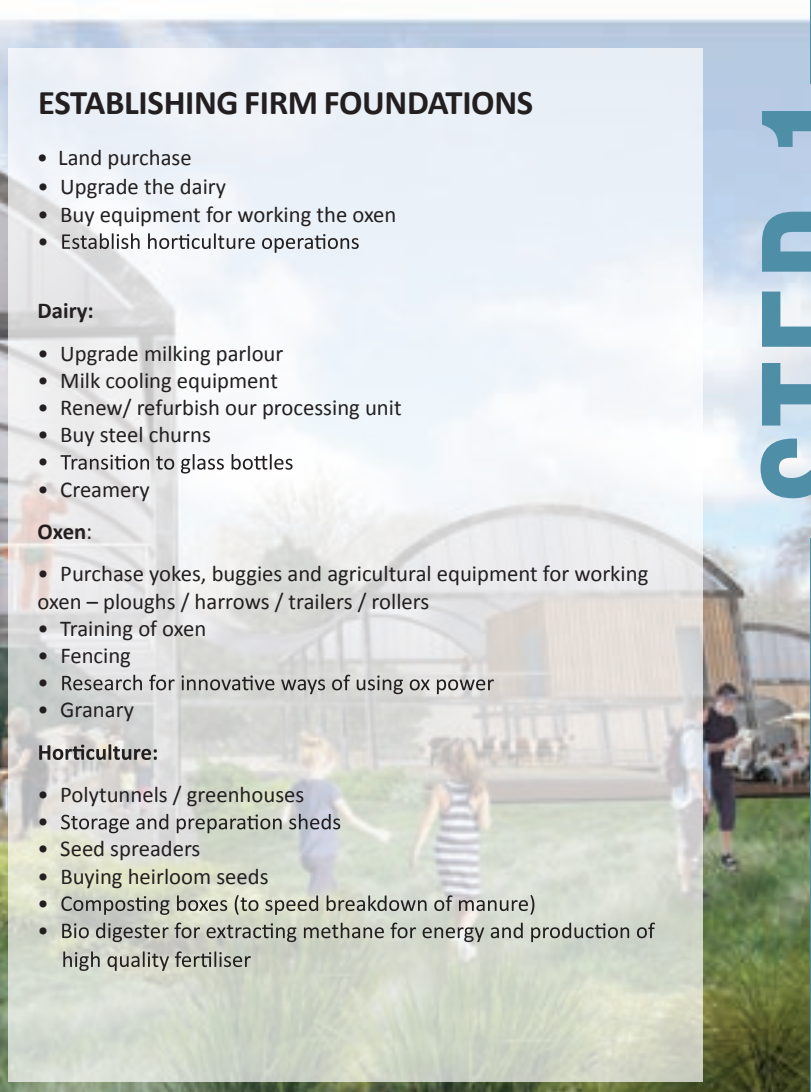 ESTABLISHING FIRM FOUNDATIONS
• Land purchase
• Upgrade the dairy
• Buy equipment for working the oxen
• Establish horticulture operations
Dairy:
• Upgrade milking parlour
• Milk cooling equipment
• Renew/ refurbish our processing unit
• Buy steel churns
• Transition to glass bottles
• Creamery
Oxen:
• Purchase yokes, buggies and agricultural equipment for working
oxen – ploughs / harrows / trailers / rollers
• Training of oxen
• Fencing
• Research for innovative ways of using ox power
• Granary
Horticulture:
• Polytunnels / greenhouses
• Storage and preparation sheds
• Seed spreaders
• Buying heirloom seeds
• Composting boxes (to speed breakdown of manure)
• Bio digester for extracting methane for energy and production of
high quality fertiliser
STEP 1